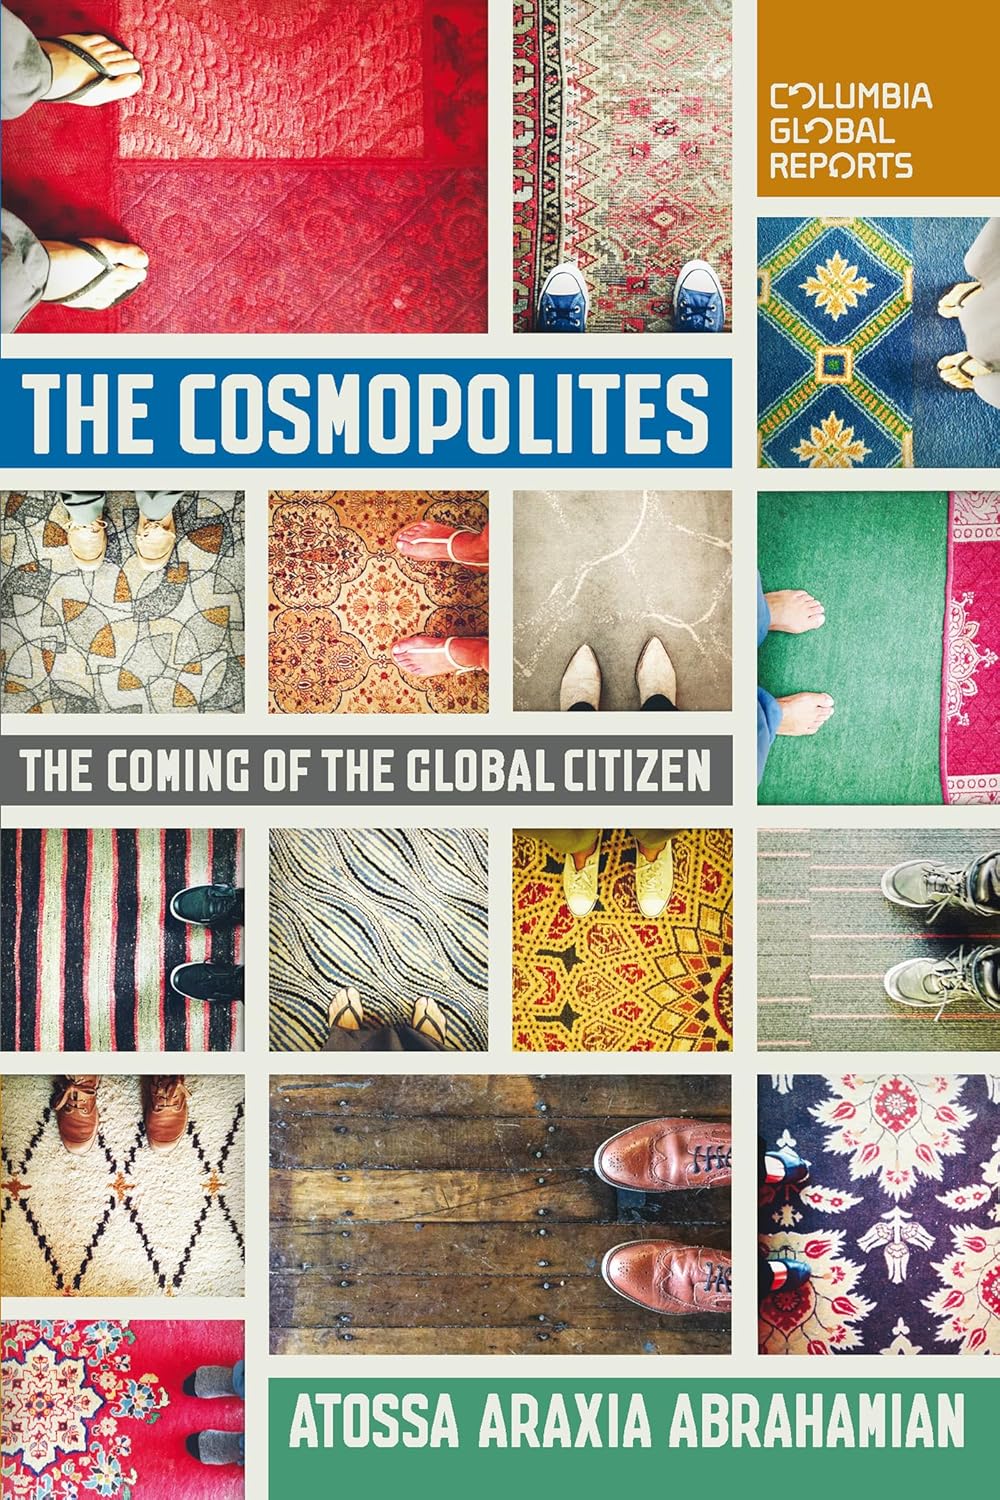 COLUMBIA
GLOBAL
REPORTS
THE COSMOPOLITES
THE COMING OF THE GLOBAL CITIZEN
ATOSSA ARAXIA ABRAHAMIAN